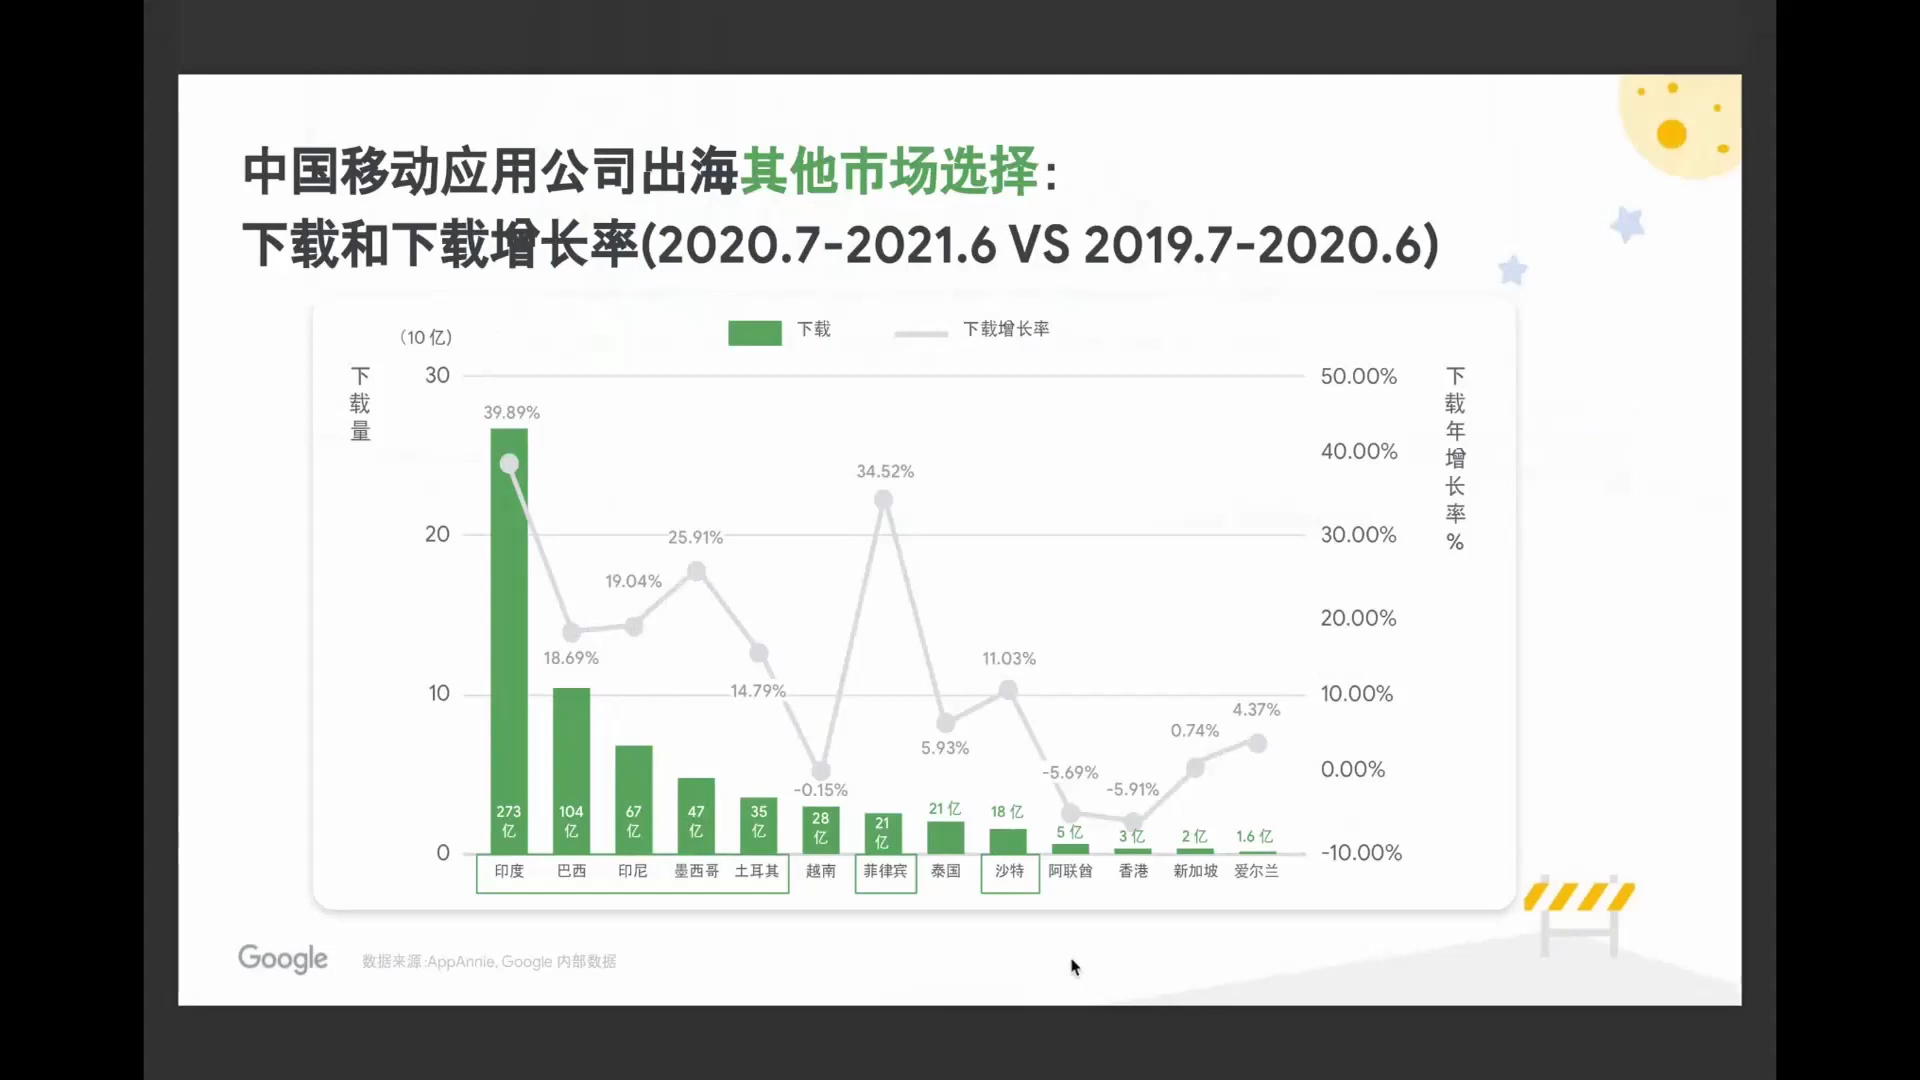 中国移动应用公司出海其他市场选择：
下载和下载增长率(2020.7-2021.6 VS 2019.7-2020.6)
（10 亿）
下载
下载增长率
下载量
下载年增长率%
30
20
10
0
50.00%
40.00%
30.00%
20.00%
10.00%
0.00%
-10.00%
39.89%
18.69%
19.04%
25.91%
14.79%
-0.15%
34.52%
5.93%
11.03%
-5.69%
-5.91%
0.74%
4.37%
273
亿
104
亿
67
亿
47
亿
35
亿
28
亿
21
亿
21 亿
18 亿
5 亿
3 亿
2 亿
1.6 亿
印度 巴西 印尼 墨西哥 土耳其 越南 菲律宾 泰国 沙特 阿联酋 香港 新加坡 爱尔兰
Google
数据来源:AppAnnie, Google 内部数据